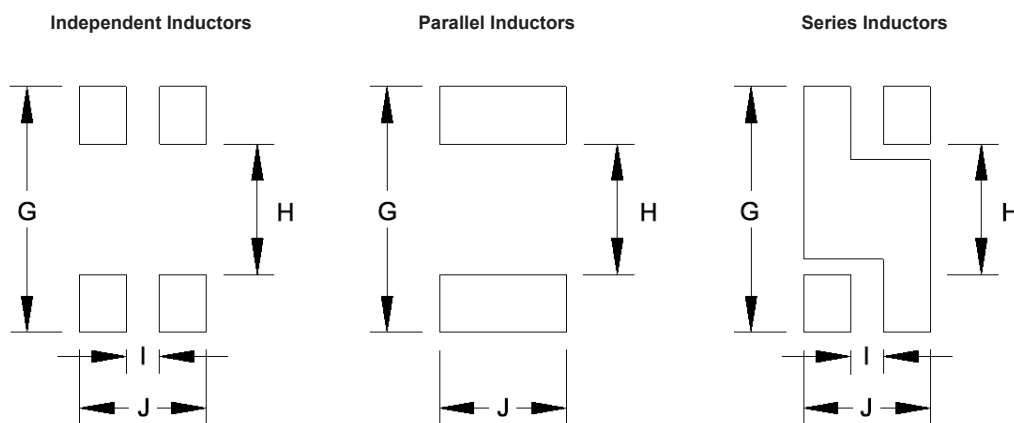 Independent Inductors
Parallel Inductors
Series Inductors
G
H
I
J
G
H
J
G
H
I
J